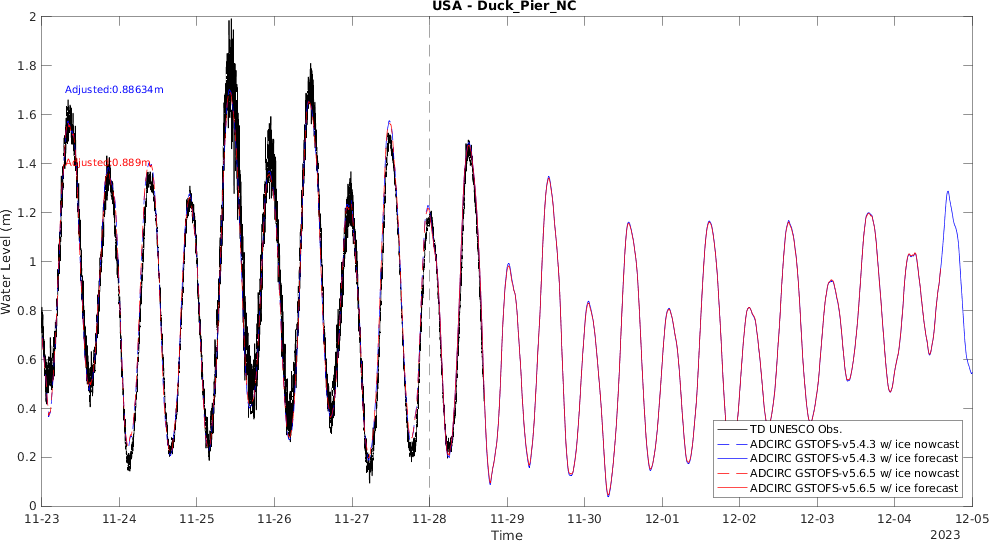 USA - Duck_Pier_NC
2
1.8
1.6
1.4
1.2
1
0.8
0.6
0.4
0.2
0
Water Level (m)
Adjusted:0.88634m
Adjusted:0.889m
TD UNESCO Obs.
ADCIRC GSTOFS-v5.4.3 w/ ice nowcast
ADCIRC GSTOFS-v5.4.3 w/ ice forecast
ADCIRC GSTOFS-v5.6.5 w/ ice nowcast
ADCIRC GSTOFS-v5.6.5 w/ ice forecast
11-23 11-24 11-25 11-26 11-27 11-28 11-29 11-30 12-01 12-02 12-03 12-04 12-05
Time
2023